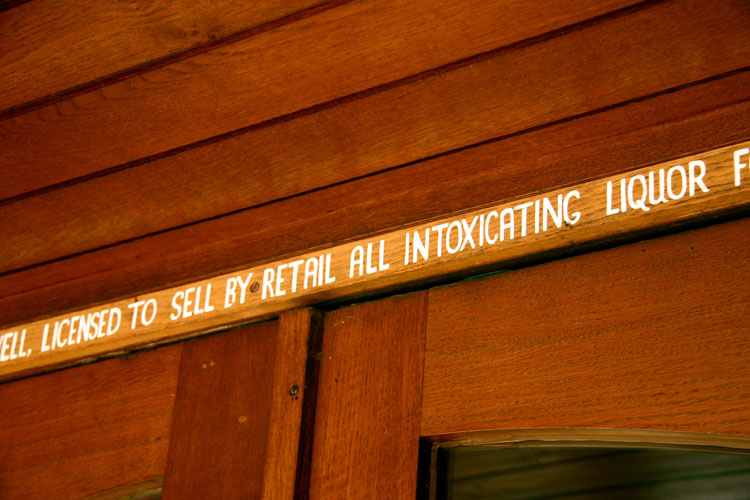 ELL, LICENSED TO SELL BY RETAIL ALL INTOXICATING LIQUOR F